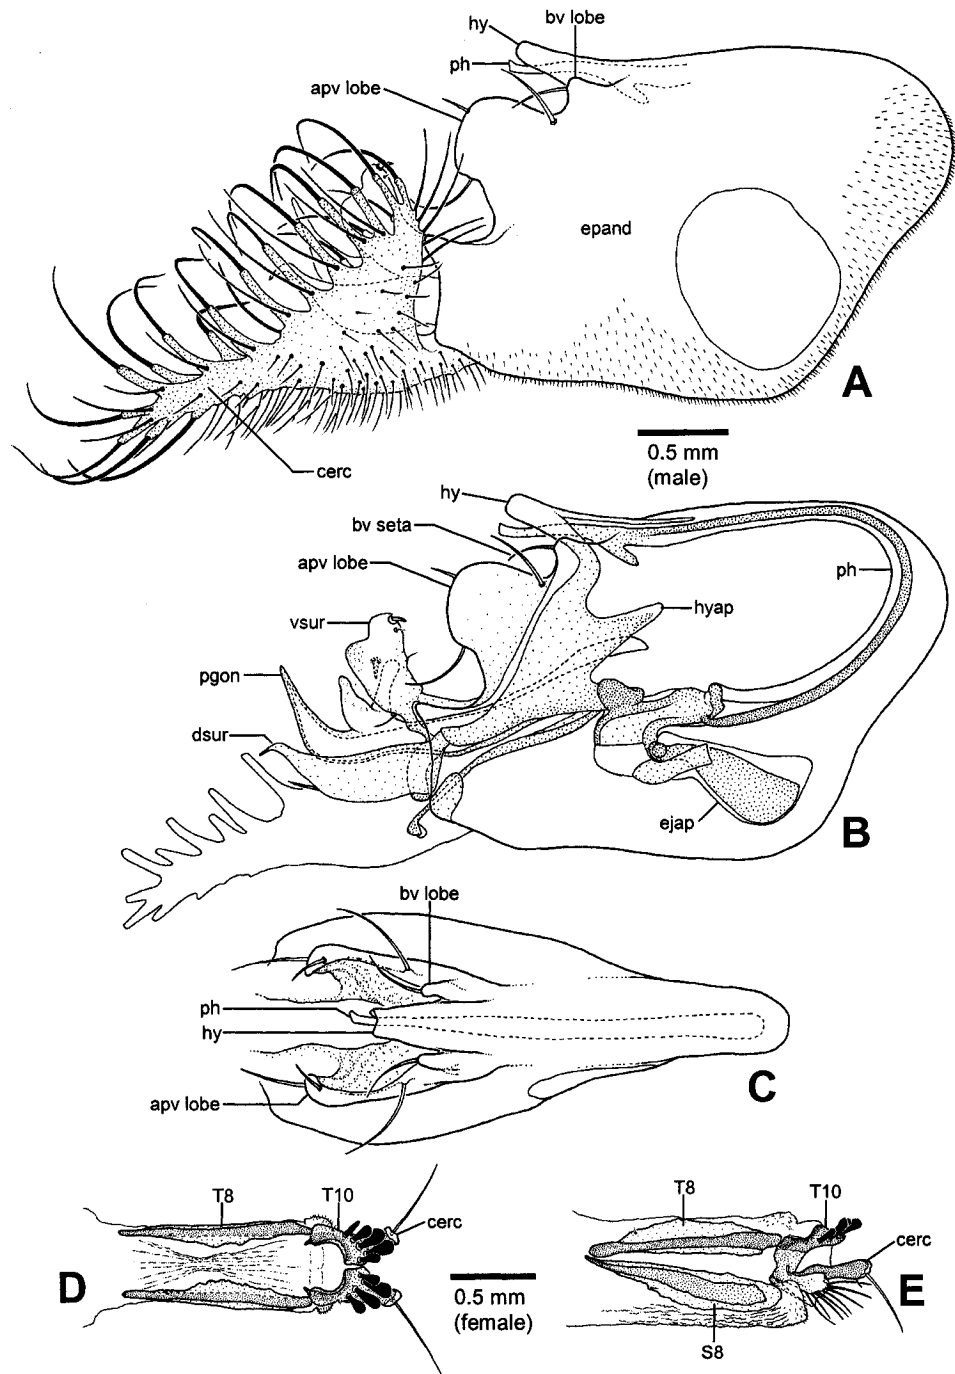 hy
bv lobe
ph
apv lobe
epand
A
0.5 mm
(male)
cerc
hy
bv seta
apv lobe
ph
vsur
hyap
pgon
dsur
ejap
B
bv lobe
ph
hy
apv lobe
C
T8
T10
cerc
D
0.5 mm
(female)
T8
T10
cerc
E
S8